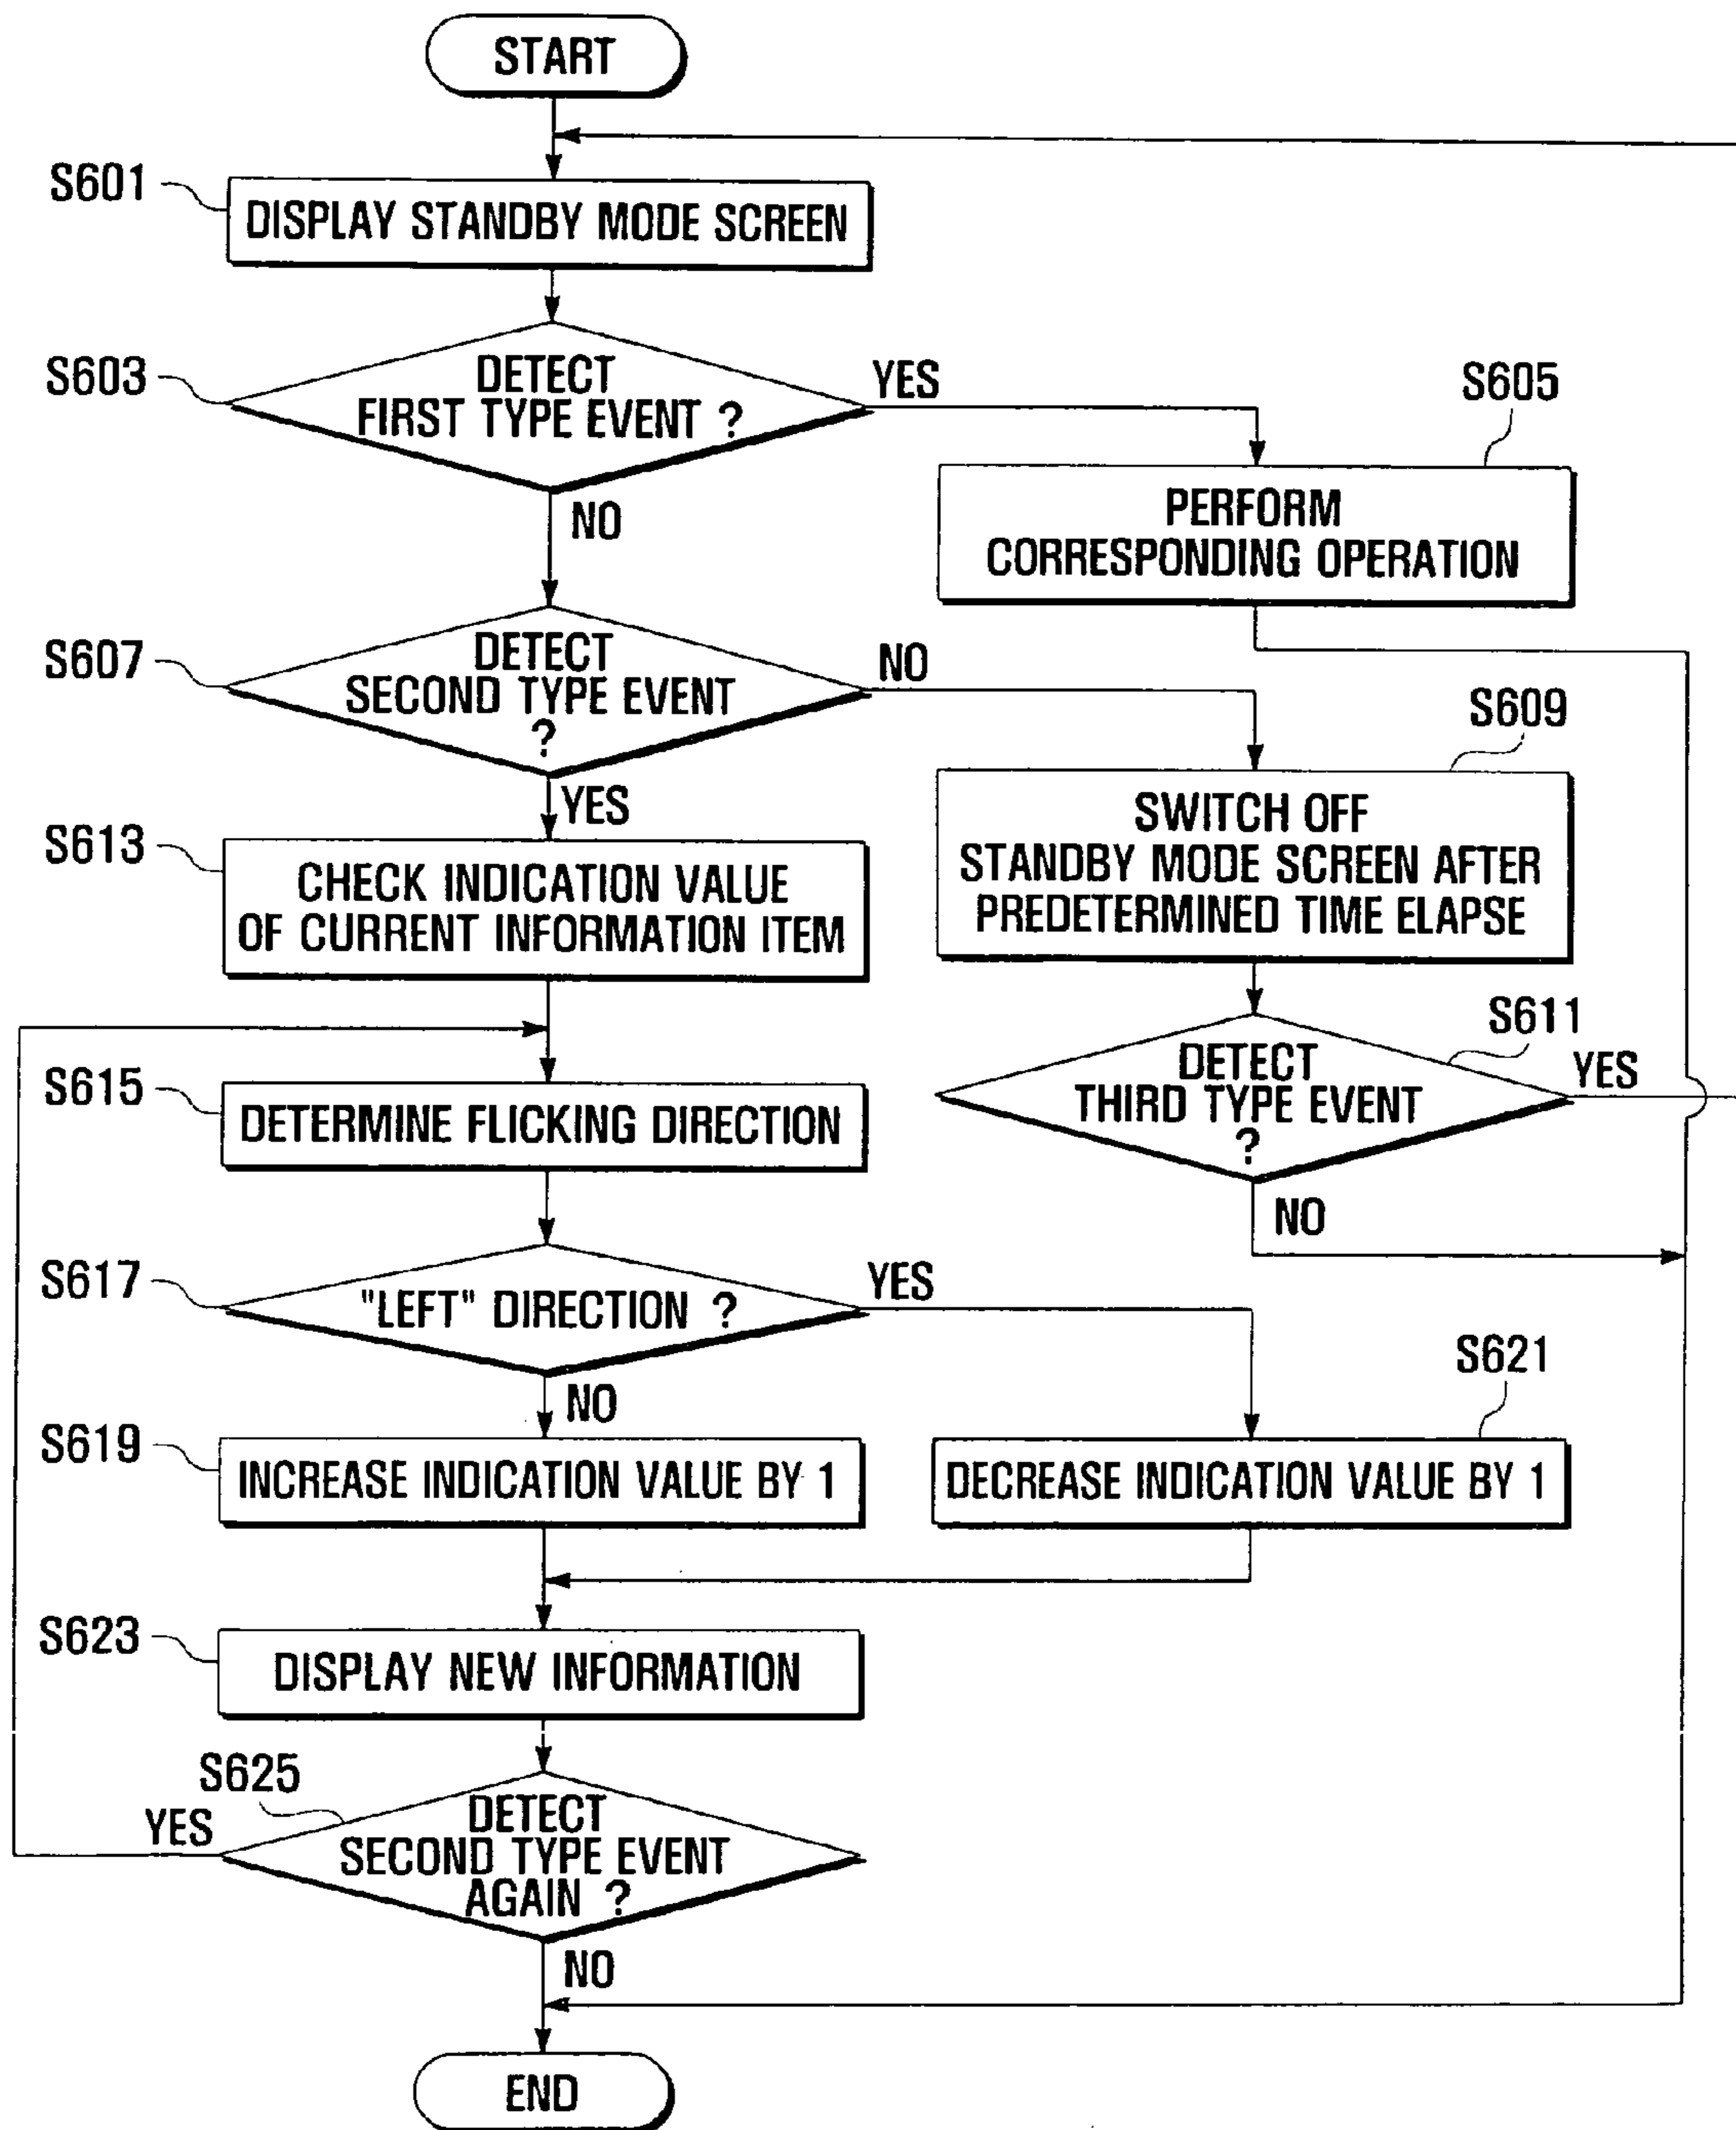 START
S601
DISPLAY STANDBY MODE SCREEN
S603
DETECT
FIRST TYPE EVENT ?
YES
NO
S605
PERFORM
CORRESPONDING OPERATION
S607
DETECT
SECOND TYPE EVENT
?
NO
YES
S609
SWITCH OFF
STANDBY MODE SCREEN AFTER
PREDETERMINED TIME ELAPSE
S613
CHECK INDICATION VALUE
OF CURRENT INFORMATION ITEM
S611
DETECT
THIRD TYPE EVENT
?
YES
NO
S615
DETERMINE FLICKING DIRECTION
S617
"LEFT" DIRECTION ?
YES
NO
S619
INCREASE INDICATION VALUE BY 1
S621
DECREASE INDICATION VALUE BY 1
S623
DISPLAY NEW INFORMATION
S625
DETECT
SECOND TYPE EVENT
AGAIN ?
YES
NO
END